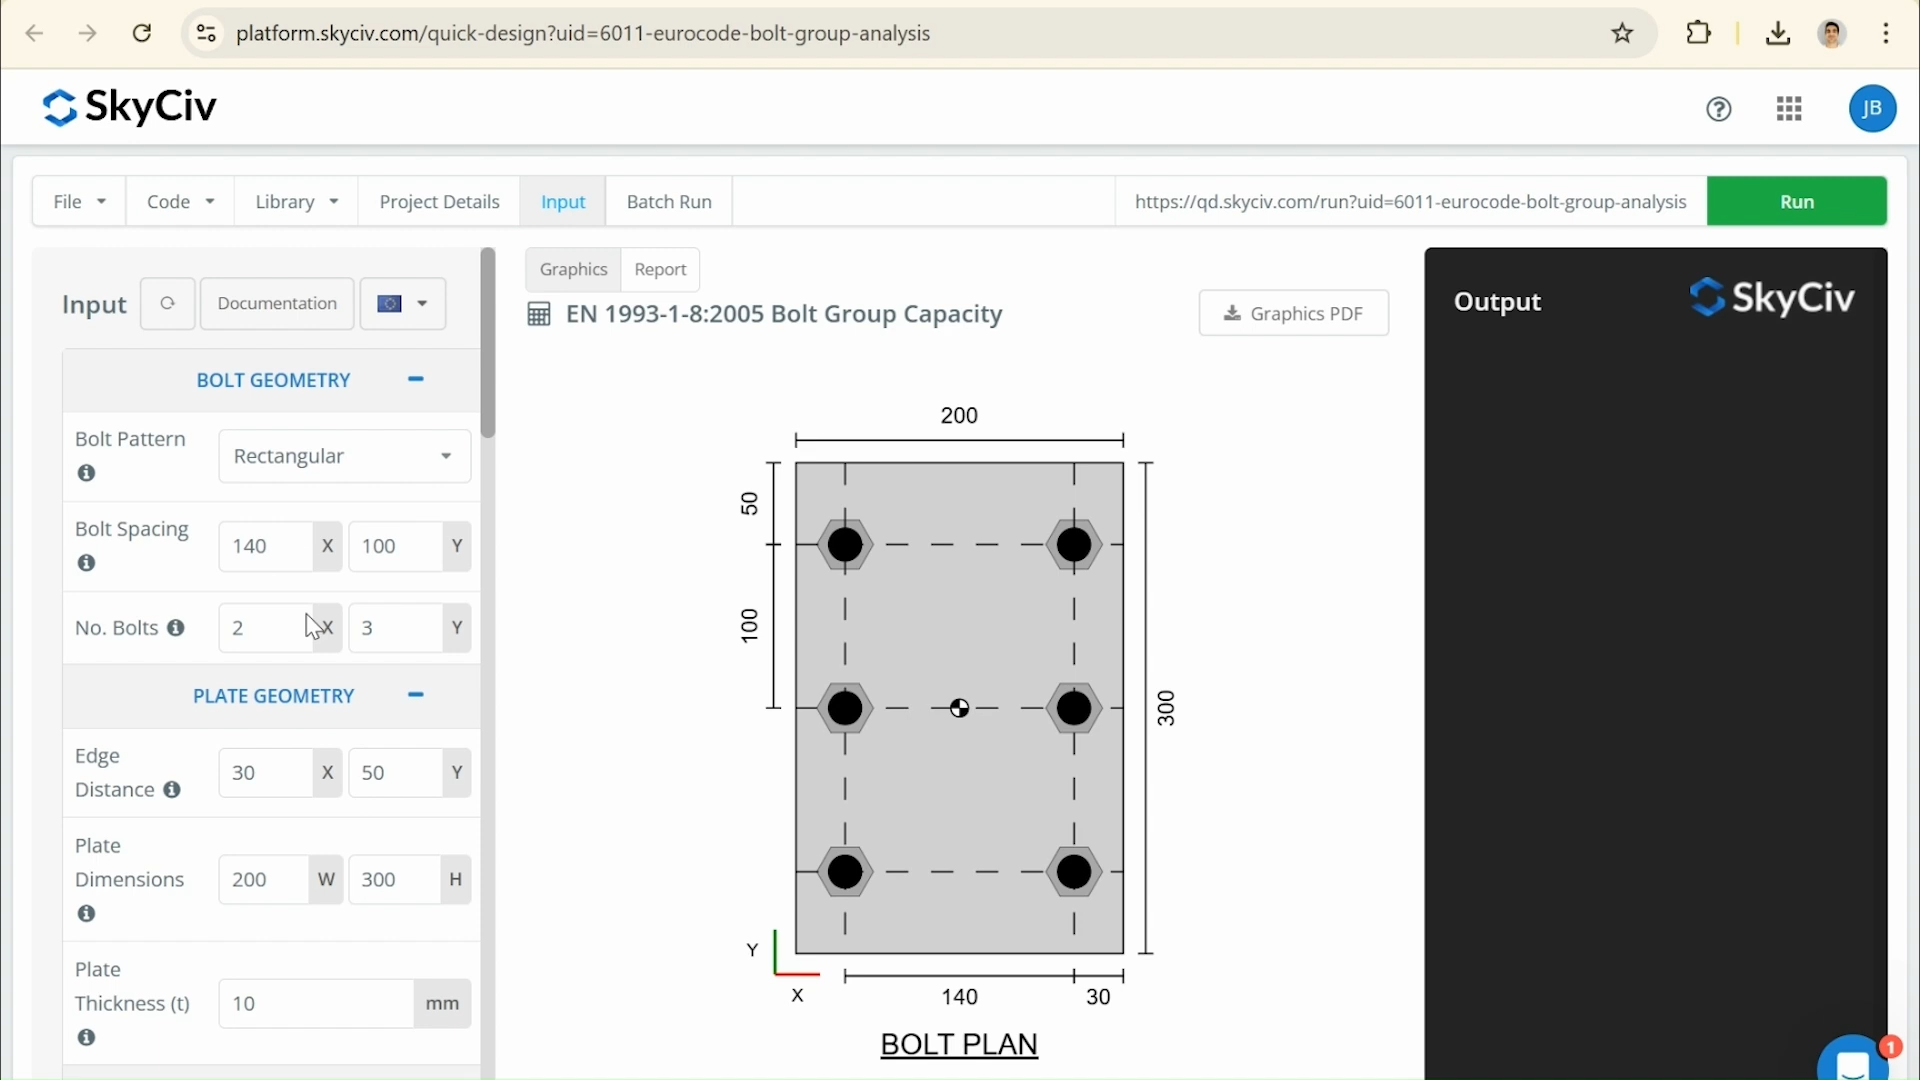 platform.skyciv.com/quick-design?uid=6011-eurocode-bolt-group-analysis
SkyCiv
JB
File
Code
Library
Project Details
Input
Batch Run
https://qd.skyciv.com/run?uid=6011-eurocode-bolt-group-analysis
Run
Input
Documentation
BOLT GEOMETRY
Bolt Pattern
Rectangular
Bolt Spacing
140 X 100 Y
No. Bolts
2 X 3 Y
PLATE GEOMETRY
Edge
Distance
30 X 50 Y
Plate
Dimensions
200 W 300 H
Plate
Thickness (t)
10 mm
Graphics
Report
EN 1993-1-8:2005 Bolt Group Capacity
Graphics PDF
200
50
100
300
Y
X
140
30
BOLT PLAN
Output
SkyCiv
1